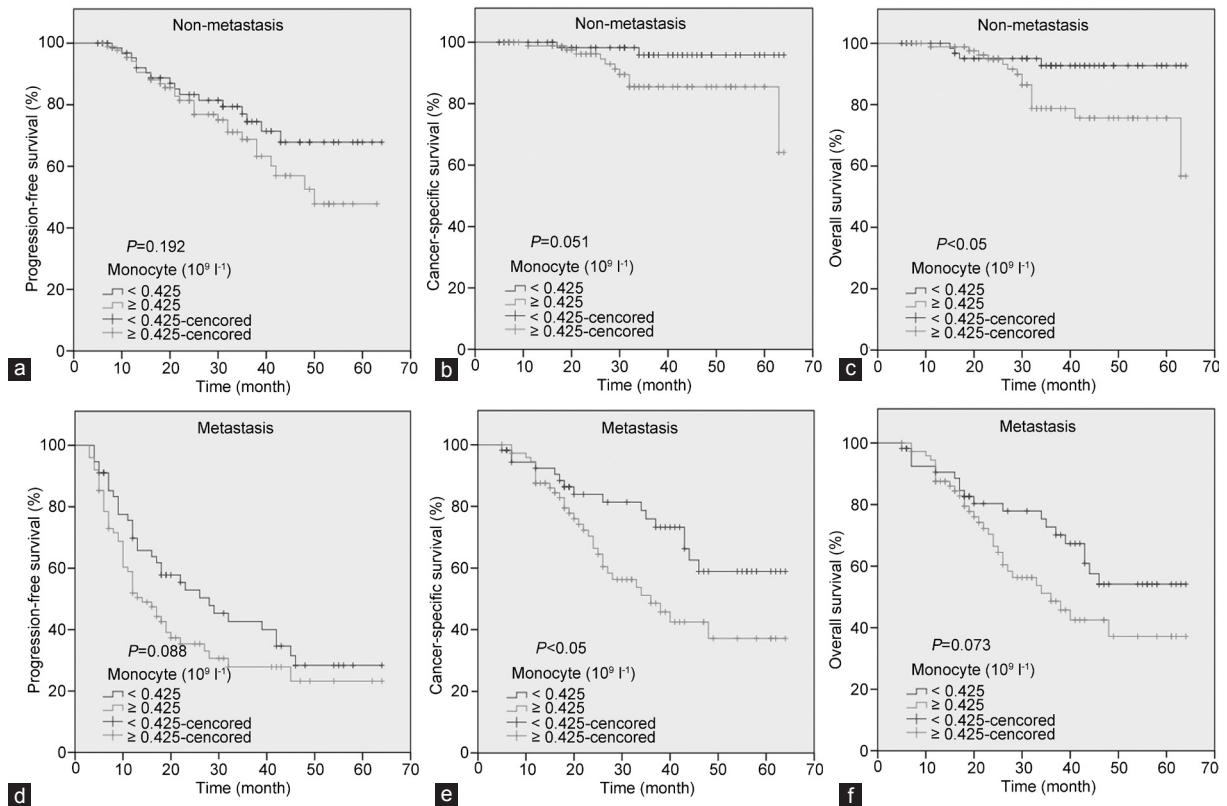 Non-metastasis
Progression-free survival (%)
100
80
60
40
20
0
P=0.192
Monocyte (10⁹ l⁻¹)
< 0.425
≥ 0.425
< 0.425-cencored
≥ 0.425-cencored
0 10 20 30 40 50 60 70
Time (month)
a
Non-metastasis
Cancer-specific survival (%)
100
80
60
40
20
0
P=0.051
Monocyte (10⁹ l⁻¹)
< 0.425
≥ 0.425
< 0.425-cencored
≥ 0.425-cencored
0 10 20 30 40 50 60 70
Time (month)
b
Non-metastasis
Overall survival (%)
100
80
60
40
20
0
P<0.05
Monocyte (10⁹ l⁻¹)
< 0.425
≥ 0.425
< 0.425-cencored
≥ 0.425-cencored
0 10 20 30 40 50 60 70
Time (month)
c
Metastasis
Progression-free survival (%)
100
80
60
40
20
0
P=0.088
Monocyte (10⁹ l⁻¹)
< 0.425
≥ 0.425
< 0.425-cencored
≥ 0.425-cencored
0 10 20 30 40 50 60 70
Time (month)
d
Metastasis
Cancer-specific survival (%)
100
80
60
40
20
0
P<0.05
Monocyte (10⁹ l⁻¹)
< 0.425
≥ 0.425
< 0.425-cencored
≥ 0.425-cencored
0 10 20 30 40 50 60 70
Time (month)
e
Metastasis
Overall survival (%)
100
80
60
40
20
0
P=0.073
Monocyte (10⁹ l⁻¹)
< 0.425
≥ 0.425
< 0.425-cencored
≥ 0.425-cencored
0 10 20 30 40 50 60 70
Time (month)
f